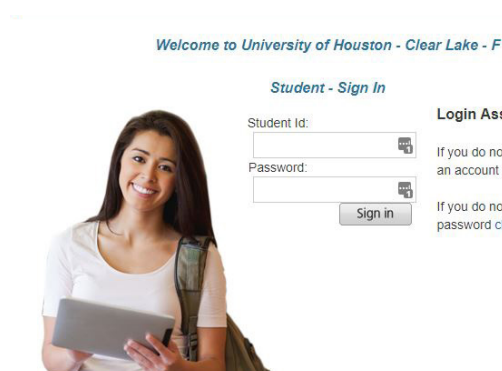 Welcome to University of Houston - Clear Lake - F
Student - Sign In
Student Id:
Password:
Sign in
Login Ass
If you do no
an account
If you do no
password cl